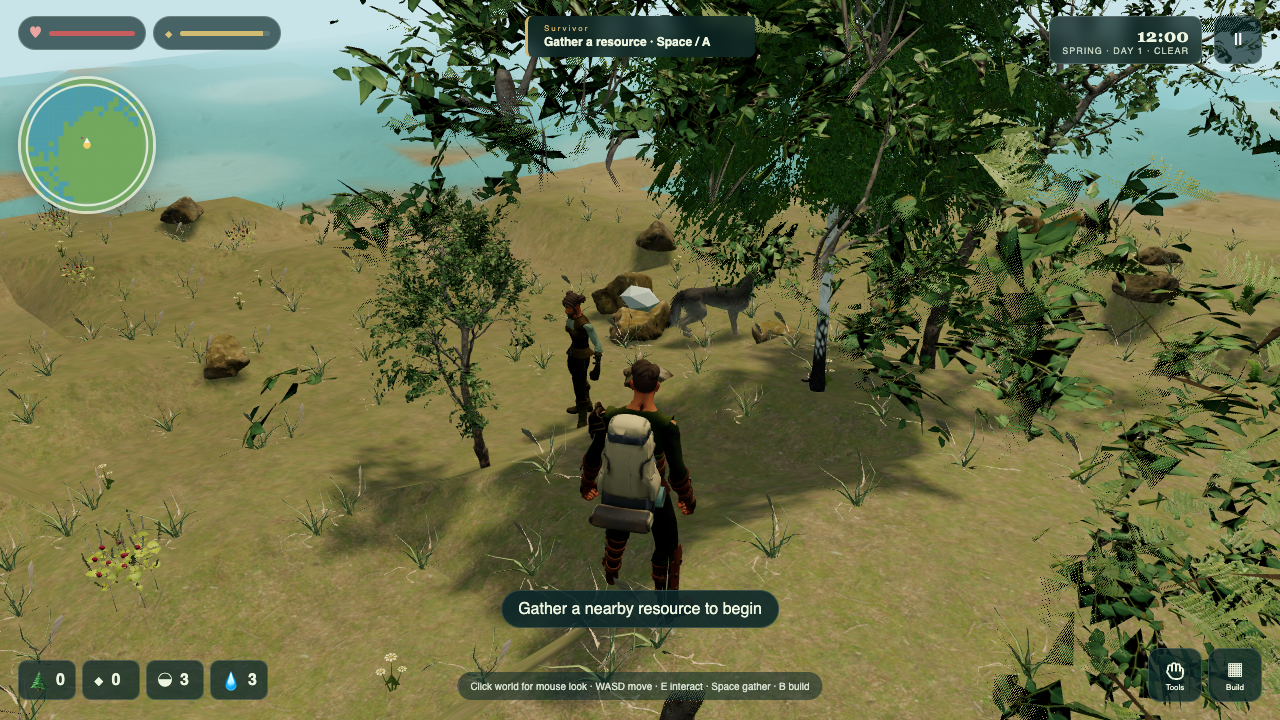 Survivor
Gather a resource · Space / A
12:00
SPRING · DAY 1 · CLEAR
Gather a nearby resource to begin
0
0
3
3
Click world for mouse look · WASD move · E interact · Space gather · B build
Tools
Build